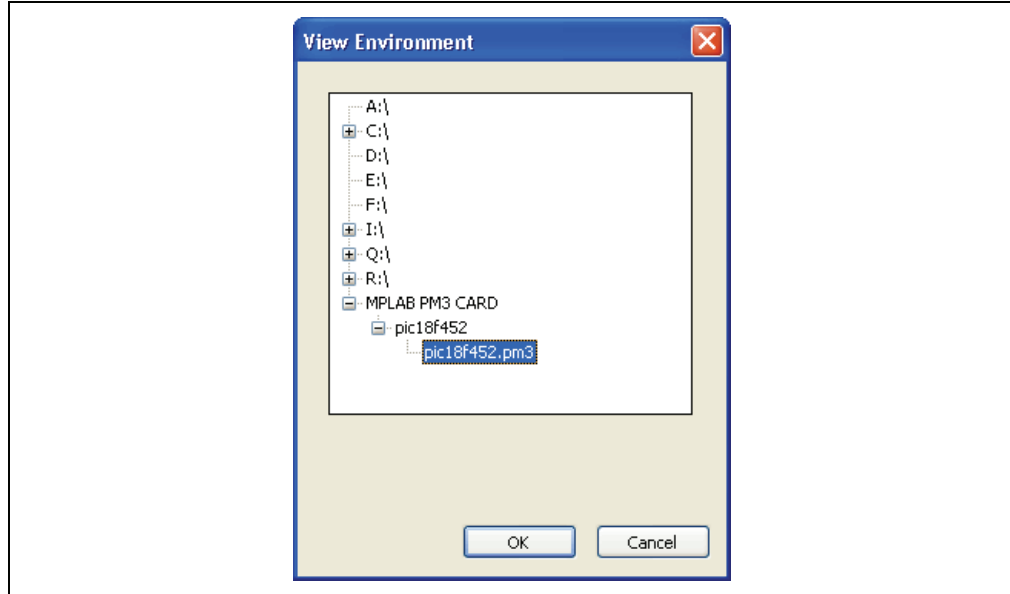 View Environment
A:\
C:\
D:\
E:\
F:\
I:\
Q:\
R:\
MPLAB PM3 CARD
pic18f452
pic18f452.pm3
OK Cancel